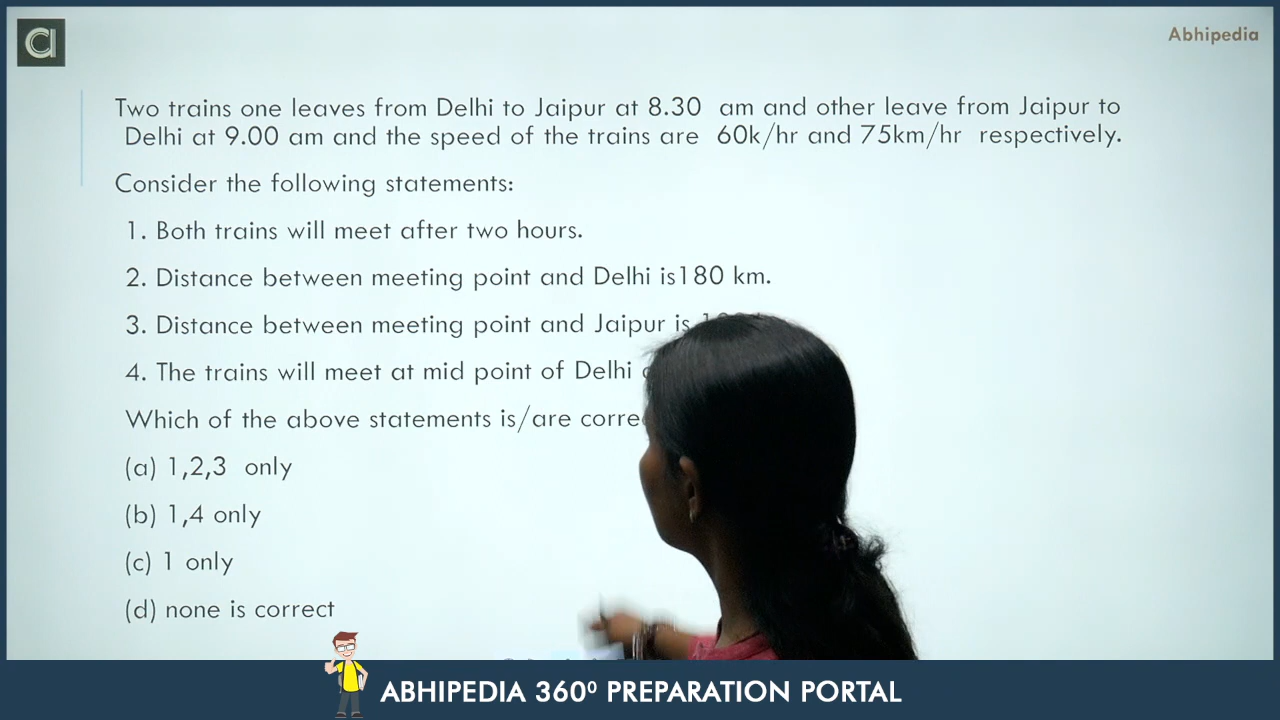 Abhipedia
Two trains one leaves from Delhi to Jaipur at 8.30 am and other leave from Jaipur to
Delhi at 9.00 am and the speed of the trains are 60k/hr and 75km/hr respectively.
Consider the following statements:
1. Both trains will meet after two hours.
2. Distance between meeting point and Delhi is180 km.
3. Distance between meeting point and Jaipur is
4. The trains will meet at mid point of Delhi
Which of the above statements is/are
(a) 1,2,3 only
(b) 1,4 only
(c) 1 only
(d) none is correct
ABHIPEDIA 360⁰ PREPARATION PORTAL